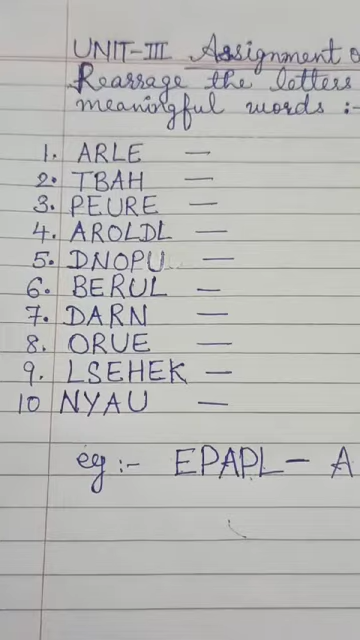 UNIT-III Assignment o
Rearrage the letters
meaningful words :-
1. ARLE —
2. TBAH —
3. PEURE —
4. AROLDL —
5. DNOPU —
6. BERUL —
7. DARN —
8. ORUE —
9. LSEHEK —
10 NYAU —
eg :- EPAPL - A